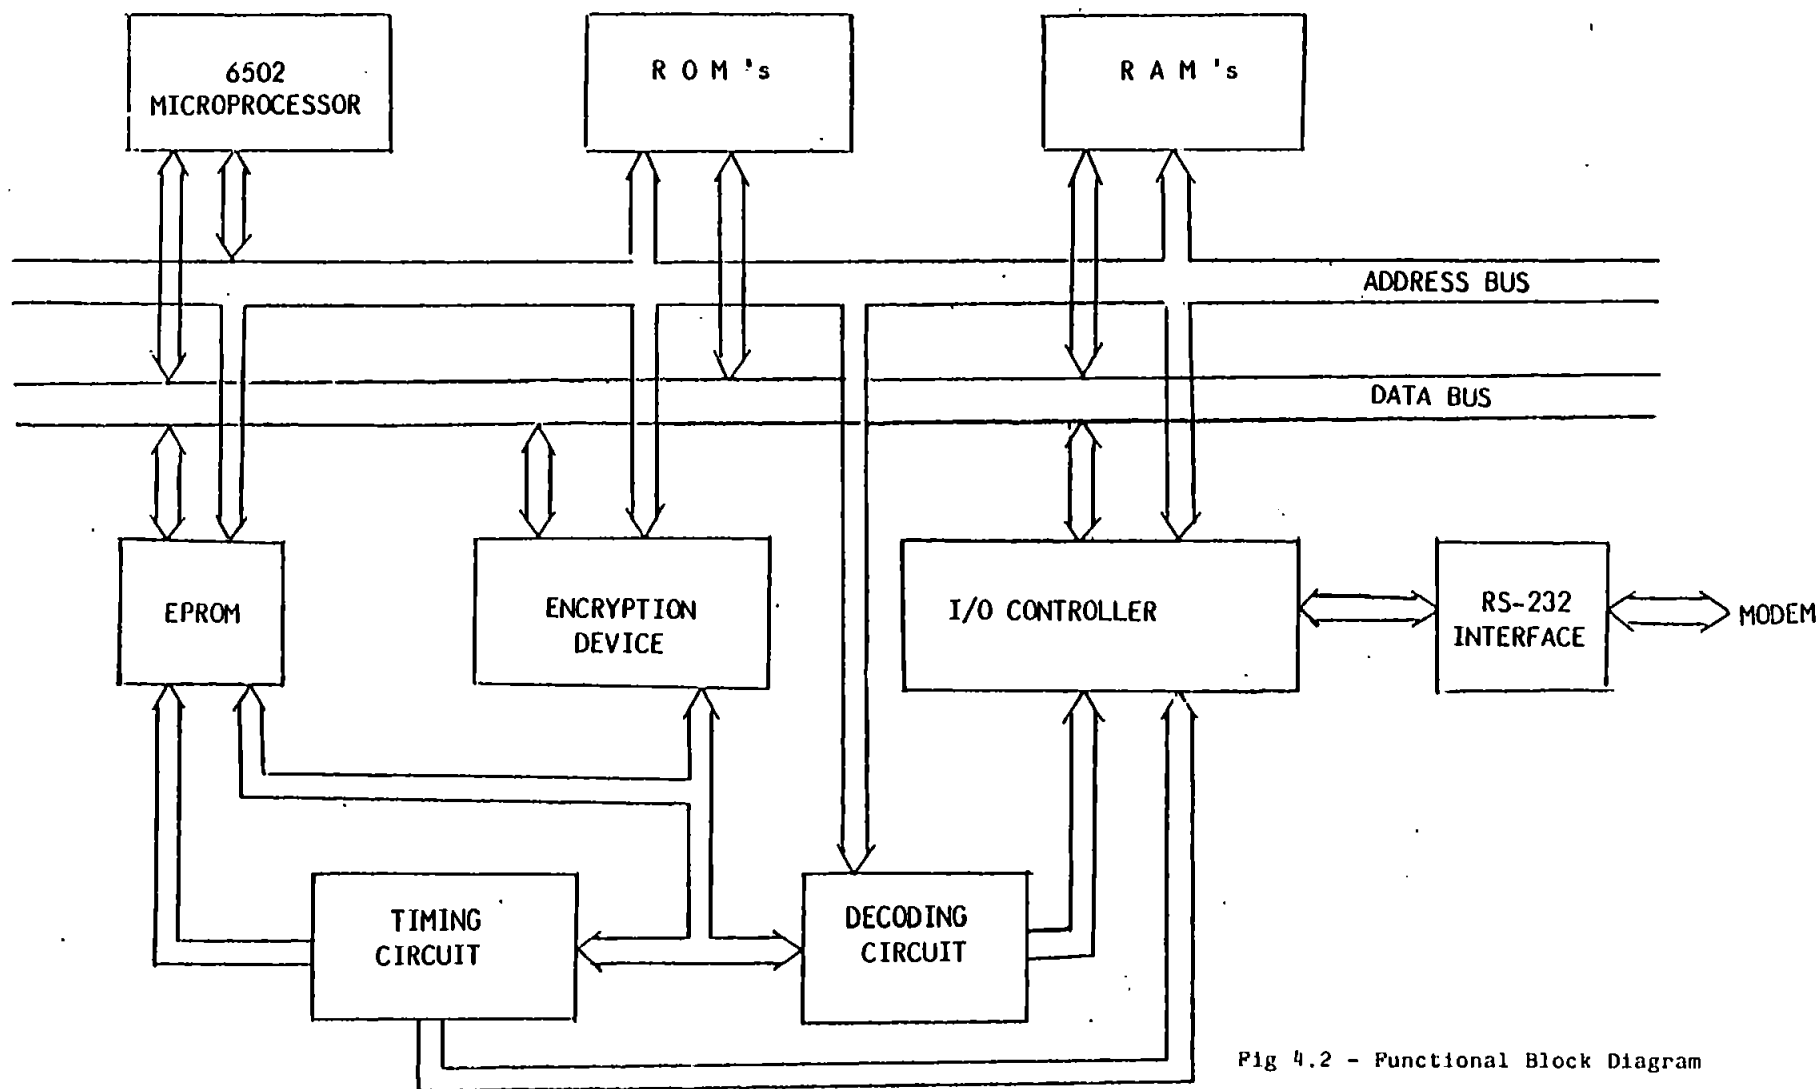 6502
MICROPROCESSOR
R O M 's
R A M 's
ADDRESS BUS
DATA BUS
EPROM
ENCRYPTION
DEVICE
I/O CONTROLLER
RS-232
INTERFACE
MODEM
TIMING
CIRCUIT
DECODING
CIRCUIT
Fig 4.2 - Functional Block Diagram